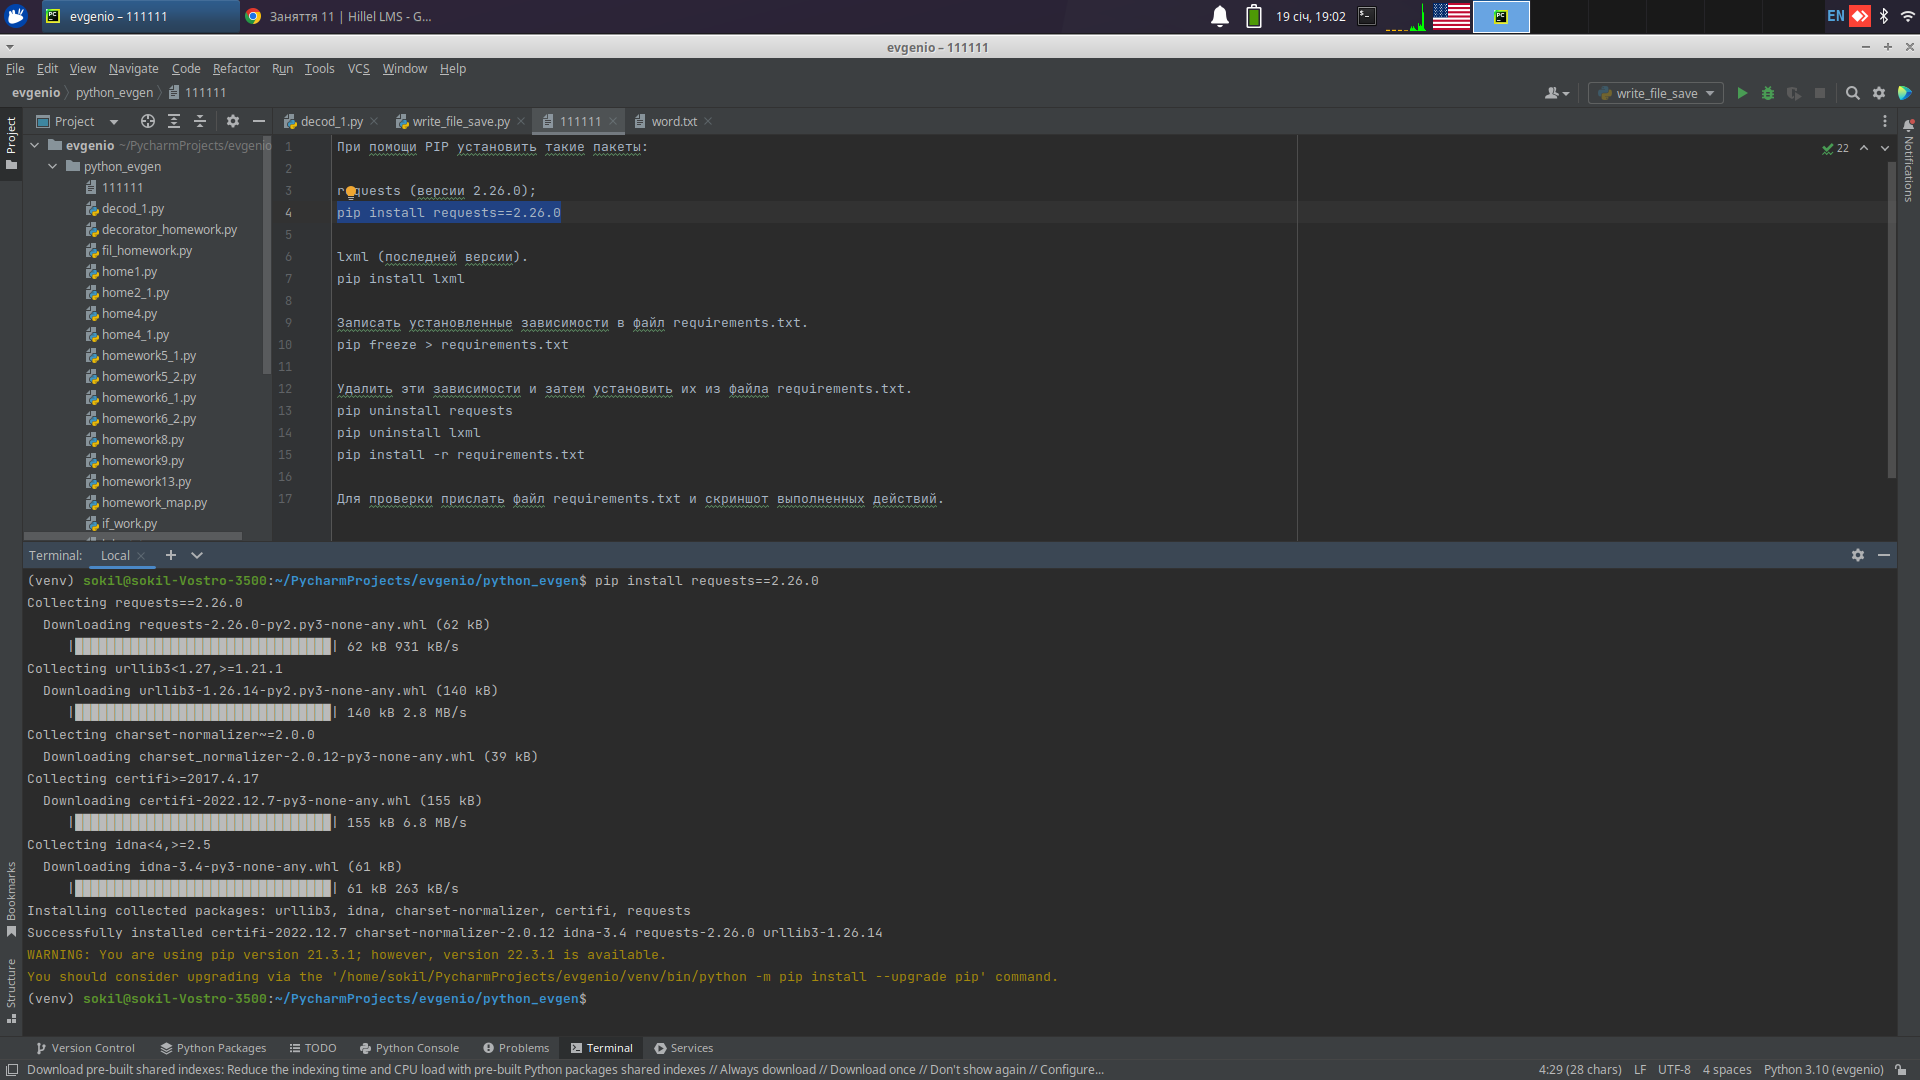 evgenio – 111111
Заняття 11 | Hillel LMS - G...
19 січ, 19:02
EN
evgenio – 111111
File Edit View Navigate Code Refactor Run Tools VCS Window Help
evgenio python_evgen 111111
write_file_save
Project
Project
decod_1.py
write_file_save.py
111111
word.txt
Notifications
evgenio ~/PycharmProjects/evgenio
python_evgen
111111
decod_1.py
decorator_homework.py
fil_homework.py
home1.py
home2_1.py
home4.py
home4_1.py
homework5_1.py
homework5_2.py
homework6_1.py
homework6_2.py
homework8.py
homework9.py
homework13.py
homework_map.py
if_work.py
22
1 При помощи PIP установить такие пакеты:
2
3 requests (версии 2.26.0);
4 pip install requests==2.26.0
5
6 lxml (последней версии).
7 pip install lxml
8
9 Записать установленные зависимости в файл requirements.txt.
10 pip freeze > requirements.txt
11
12 Удалить эти зависимости и затем установить их из файла requirements.txt.
13 pip uninstall requests
14 pip uninstall lxml
15 pip install -r requirements.txt
16
17 Для проверки прислать файл requirements.txt и скриншот выполненных действий.
Terminal: Local
(venv) sokil@sokil-Vostro-3500:~/PycharmProjects/evgenio/python_evgen$ pip install requests==2.26.0
Collecting requests==2.26.0
Downloading requests-2.26.0-py2.py3-none-any.whl (62 kB)
| | 62 kB 931 kB/s
Collecting urllib3<1.27,>=1.21.1
Downloading urllib3-1.26.14-py2.py3-none-any.whl (140 kB)
| | 140 kB 2.8 MB/s
Collecting charset-normalizer~=2.0.0
Downloading charset_normalizer-2.0.12-py3-none-any.whl (39 kB)
Collecting certifi>=2017.4.17
Downloading certifi-2022.12.7-py3-none-any.whl (155 kB)
| | 155 kB 6.8 MB/s
Collecting idna<4,>=2.5
Downloading idna-3.4-py3-none-any.whl (61 kB)
| | 61 kB 263 kB/s
Installing collected packages: urllib3, idna, charset-normalizer, certifi, requests
Successfully installed certifi-2022.12.7 charset-normalizer-2.0.12 idna-3.4 requests-2.26.0 urllib3-1.26.14
WARNING: You are using pip version 21.3.1; however, version 22.3.1 is available.
You should consider upgrading via the '/home/sokil/PycharmProjects/evgenio/venv/bin/python -m pip install --upgrade pip' command.
(venv) sokil@sokil-Vostro-3500:~/PycharmProjects/evgenio/python_evgen$
Bookmarks
Structure
Version Control Python Packages TODO Python Console Problems Terminal Services
Download pre-built shared indexes: Reduce the indexing time and CPU load with pre-built Python packages shared indexes // Always download // Download once // Don't show again // Configure...
4:29 (28 chars) LF UTF-8 4 spaces Python 3.10 (evgenio)